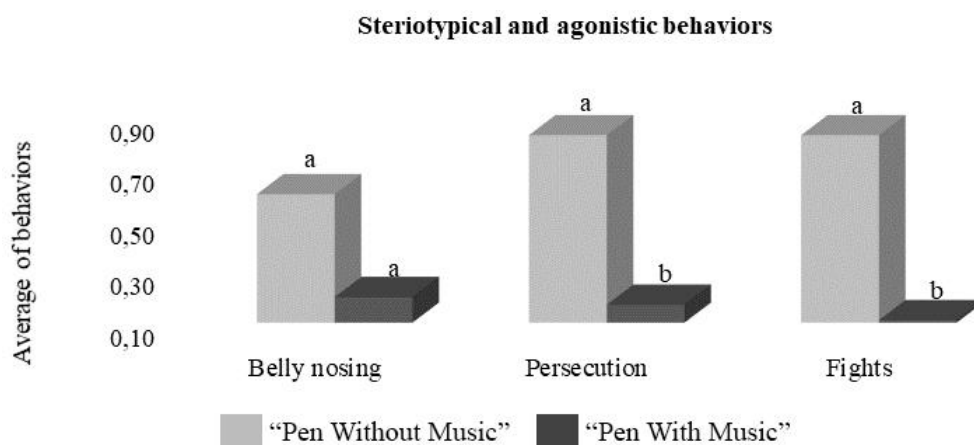 Steriotypical and agonistic behaviors
Average of behaviors
0,90
0,70
0,50
0,30
0,10
a
a
a
b
a
b
Belly nosing
Persecution
Fights
“Pen Without Music”
“Pen With Music”